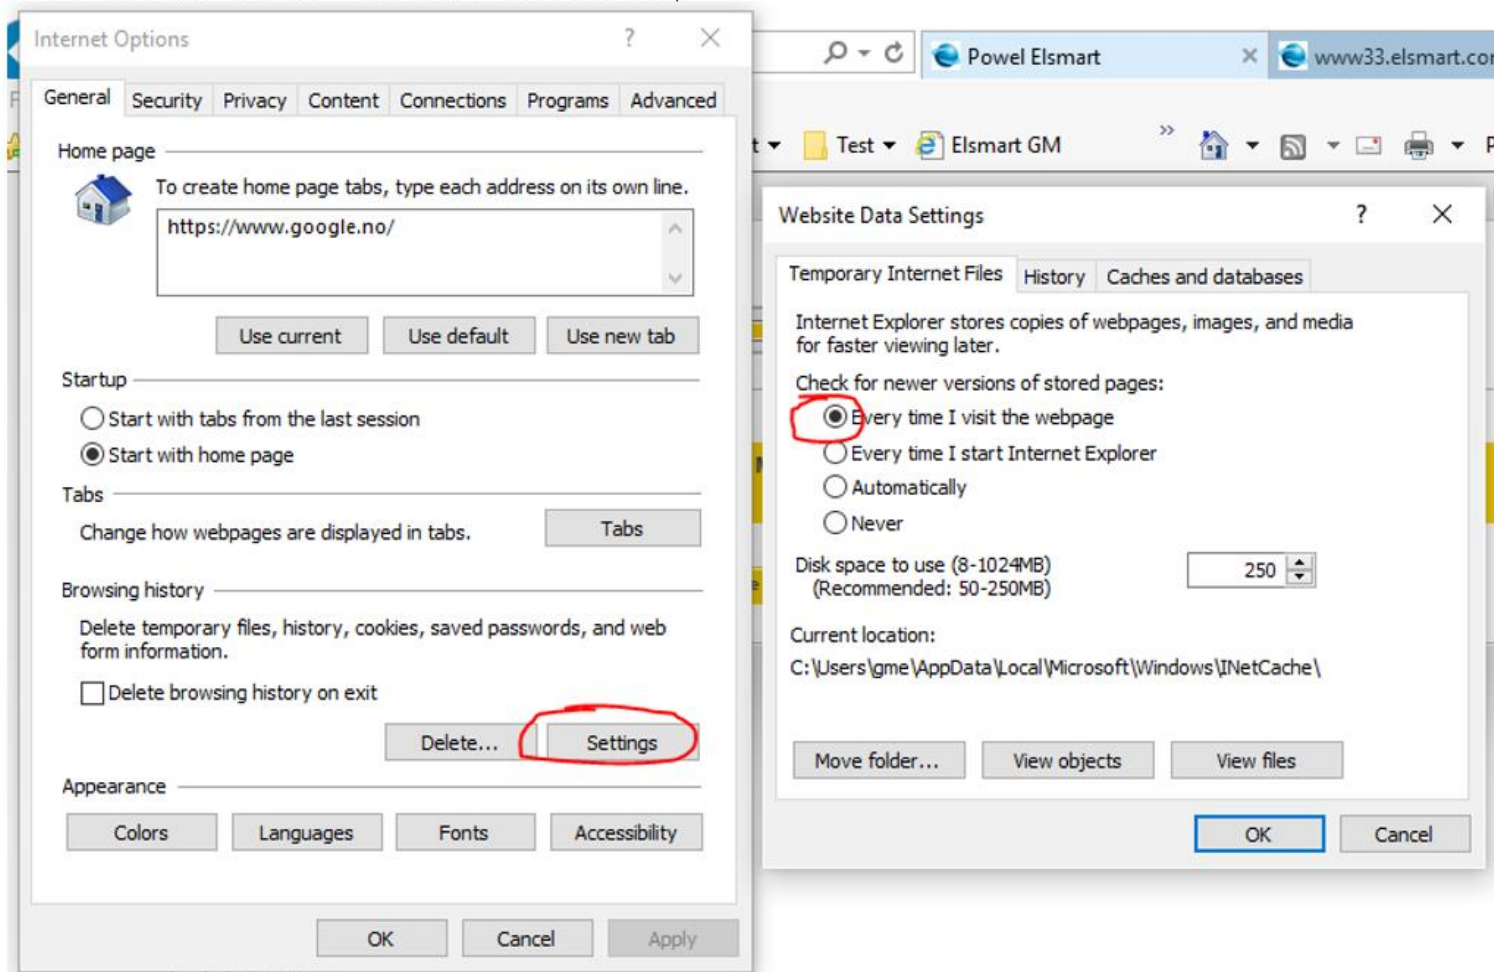 Internet Options
General Security Privacy Content Connections Programs Advanced
Home page
To create home page tabs, type each address on its own line.
https://www.google.no/
Use current Use default Use new tab
Startup
Start with tabs from the last session
Start with home page
Tabs
Change how webpages are displayed in tabs.
Tabs
Browsing history
Delete temporary files, history, cookies, saved passwords, and web
form information.
Delete browsing history on exit
Delete... Settings
Appearance
Colors Languages Fonts Accessibility
OK Cancel Apply
Powel Elsmart
www33.elsmart.cor
Test
Elsmart GM
Website Data Settings
Temporary Internet Files History Caches and databases
Internet Explorer stores copies of webpages, images, and media
for faster viewing later.
Check for newer versions of stored pages:
Every time I visit the webpage
Every time I start Internet Explorer
Automatically
Never
Disk space to use (8-1024MB)
(Recommended: 50-250MB)
250
Current location:
C:\Users\gme\AppData\Local\Microsoft\Windows\INetCache\
Move folder... View objects View files
OK Cancel